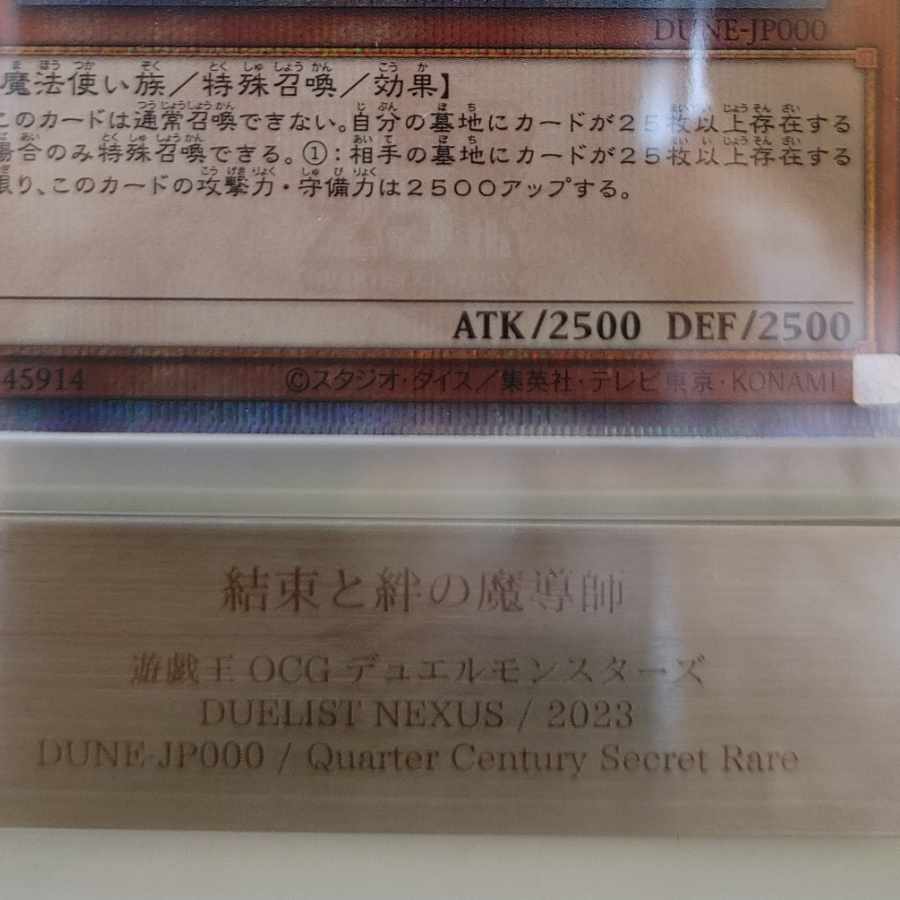 DUNE-JP000
魔法使い族／特殊召喚／効果】
このカードは通常召喚できない。自分の墓地にカードが２５枚以上存在する
場合のみ特殊召喚できる。①：相手の墓地にカードが２５枚以上存在する
限り、このカードの攻撃力・守備力は２５００アップする。
ATK/2500 DEF/2500
45914 ©スタジオ・ダイス／集英社・テレビ東京・KONAMI
結束と絆の魔導師
遊戯王 OCG デュエルモンスターズ
DUELIST NEXUS / 2023
DUNE-JP000 / Quarter Century Secret Rare